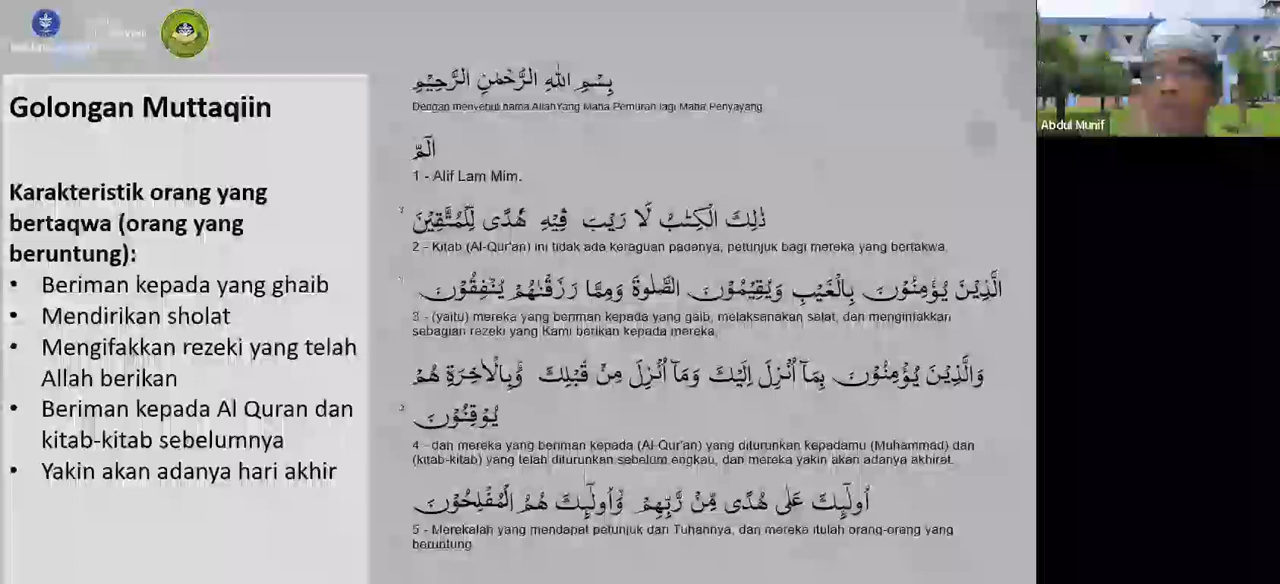 Golongan Muttaqiin
Karakteristik orang yang
bertaqwa (orang yang
beruntung):
• Beriman kepada yang ghaib
• Mendirikan sholat
• Mengifakkan rezeki yang telah
Allah berikan
• Beriman kepada Al Quran dan
kitab-kitab sebelumnya
• Yakin akan adanya hari akhir
بِسْمِ اللّٰهِ الرَّحْمٰنِ الرَّحِيْمِ
Dengan menyebut nama Allah Yang Maha Pemurah lagi Maha Penyayang.
الۤمّۤ
1 - Alif Lam Mim.
ذٰلِكَ الْكِتٰبُ لَا رَيْبَ فِيْهِ هُدًى لِّلْمُتَّقِيْنَ
2 - Kitab (Al-Qur'an) ini tidak ada keraguan padanya, petunjuk bagi mereka yang bertakwa,
الَّذِيْنَ يُؤْمِنُوْنَ بِالْغَيْبِ وَيُقِيْمُوْنَ الصَّلٰوةَ وَمِمَّا رَزَقْنٰهُمْ يُنْفِقُوْنَ
3 - (yaitu) mereka yang beriman kepada yang gaib, melaksanakan salat, dan menginfakkan
sebagian rezeki yang Kami berikan kepada mereka,
وَالَّذِيْنَ يُؤْمِنُوْنَ بِمَآ اُنْزِلَ اِلَيْكَ وَمَآ اُنْزِلَ مِنْ قَبْلِكَ وَبِالْاٰخِرَةِ هُمْ
يُوْقِنُوْنَ
4 - dan mereka yang beriman kepada (Al-Qur'an) yang diturunkan kepadamu (Muhammad) dan
(kitab-kitab) yang telah diturunkan sebelum engkau, dan mereka yakin akan adanya akhirat.
اُولٰۤىِٕكَ عَلٰى هُدًى مِّنْ رَّبِّهِمْ وَاُولٰۤىِٕكَ هُمُ الْمُفْلِحُوْنَ
5 - Merekalah yang mendapat petunjuk dari Tuhannya, dan mereka itulah orang-orang yang
beruntung
Abdul Munif